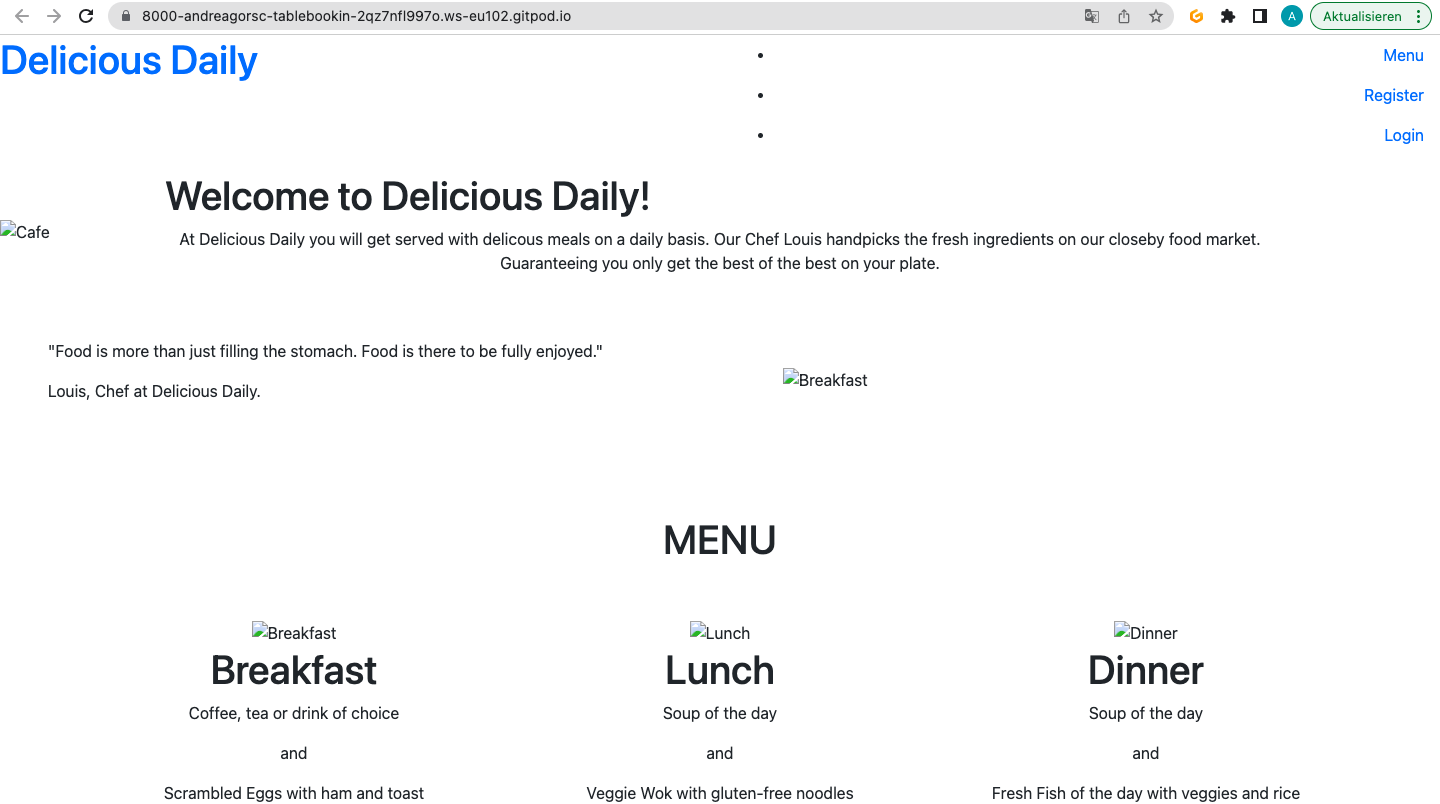 8000-andreagorsc-tablebookin-2qz7nfl997o.ws-eu102.gitpod.io
A
Aktualisieren
Delicious Daily
• Menu
• Register
• Login
Welcome to Delicious Daily!
Cafe
At Delicious Daily you will get served with delicous meals on a daily basis. Our Chef Louis handpicks the fresh ingredients on our closeby food market.
Guaranteeing you only get the best of the best on your plate.
"Food is more than just filling the stomach. Food is there to be fully enjoyed."
Louis, Chef at Delicious Daily.
Breakfast
MENU
Breakfast
Breakfast
Coffee, tea or drink of choice
and
Scrambled Eggs with ham and toast
Lunch
Lunch
Soup of the day
and
Veggie Wok with gluten-free noodles
Dinner
Dinner
Soup of the day
and
Fresh Fish of the day with veggies and rice